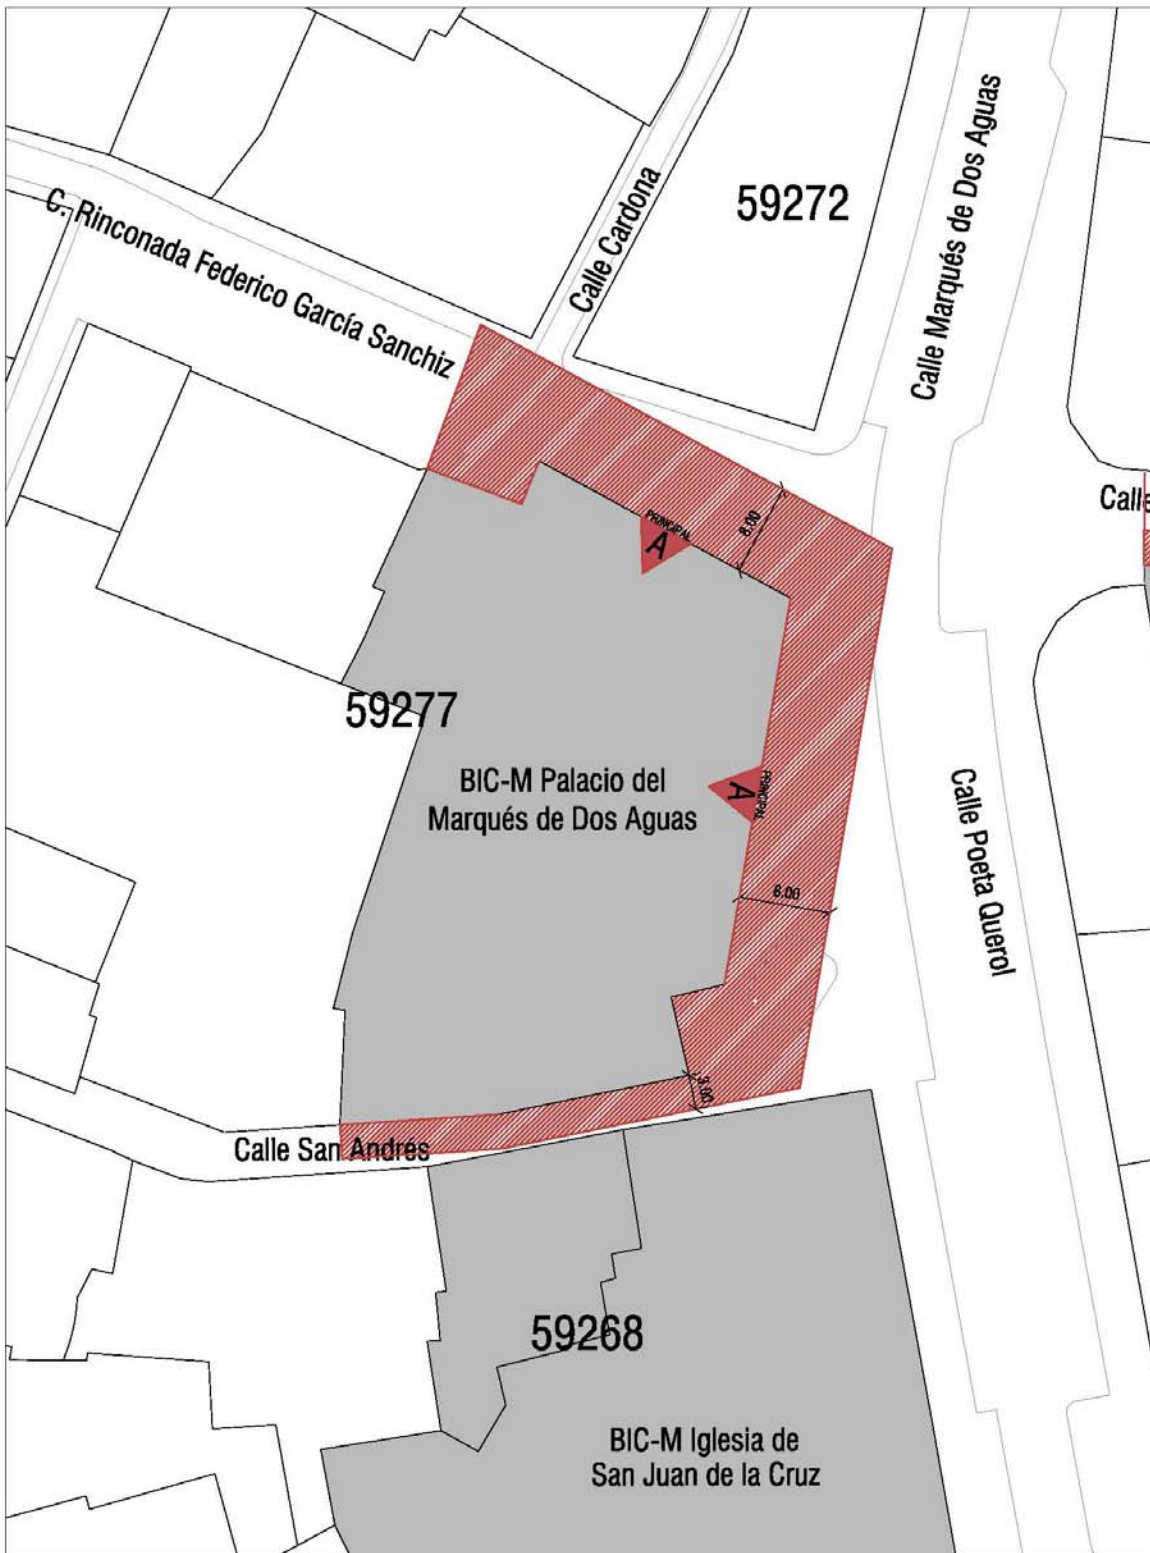 C. Rinconada Federico García Sanchiz
Calle Cardona
59272
Calle Marqués de Dos Aguas
Calle
PRINCIPAL
A
8.00
59277
BIC-M Palacio del
Marqués de Dos Aguas
PRINCIPAL
A
8.00
Calle Poeta Querol
3.00
Calle San Andrés
59268
BIC-M Iglesia de
San Juan de la Cruz